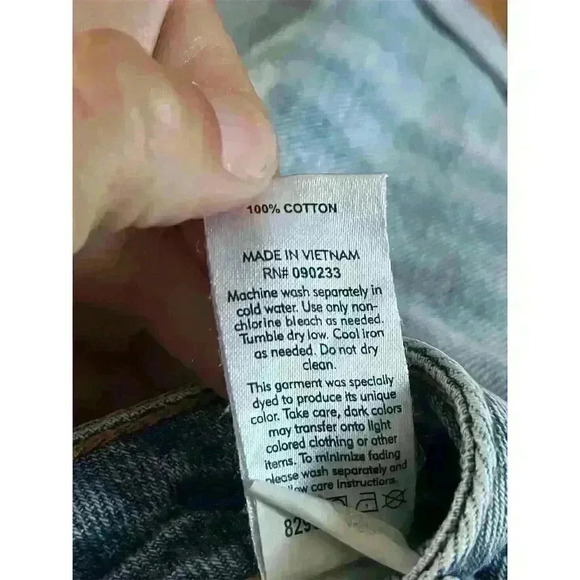 100% COTTON
MADE IN VIETNAM
RN# 090233
Machine wash separately in
cold water. Use only non-
chlorine bleach as needed.
Tumble dry low. Cool iron
as needed. Do not dry
clean.
This garment was specially
dyed to produce its unique
color. Take care, dark colors
may transfer onto light
colored clothing or other
items. To minimize fading
please wash separately and
care instructions.